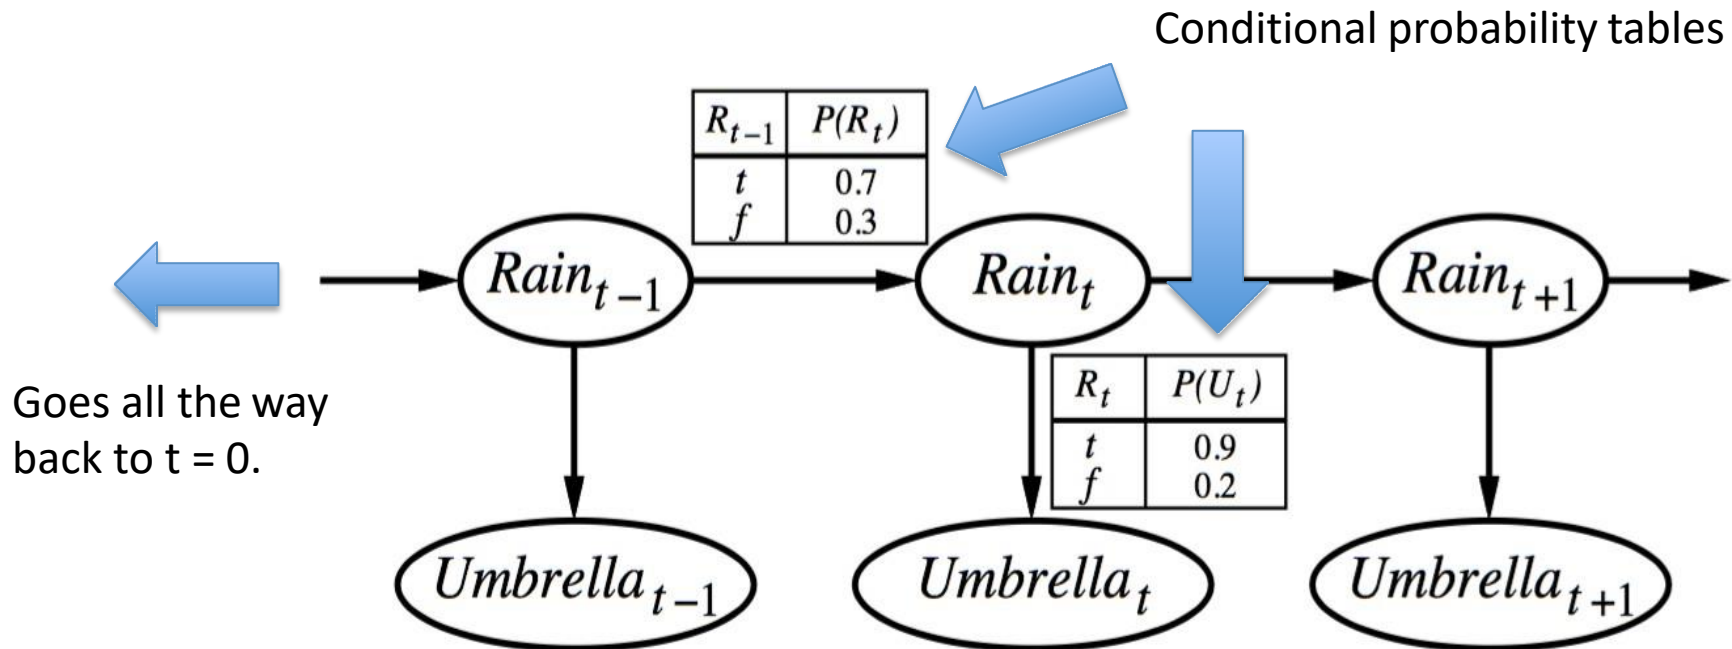 Conditional probability tables
R_{t-1} P(R_t)
t 0.7
f 0.3
Rain_{t-1} Rain_t Rain_{t+1}
Goes all the way
back to t = 0.
R_t P(U_t)
t 0.9
f 0.2
Umbrella_{t-1} Umbrella_t Umbrella_{t+1}